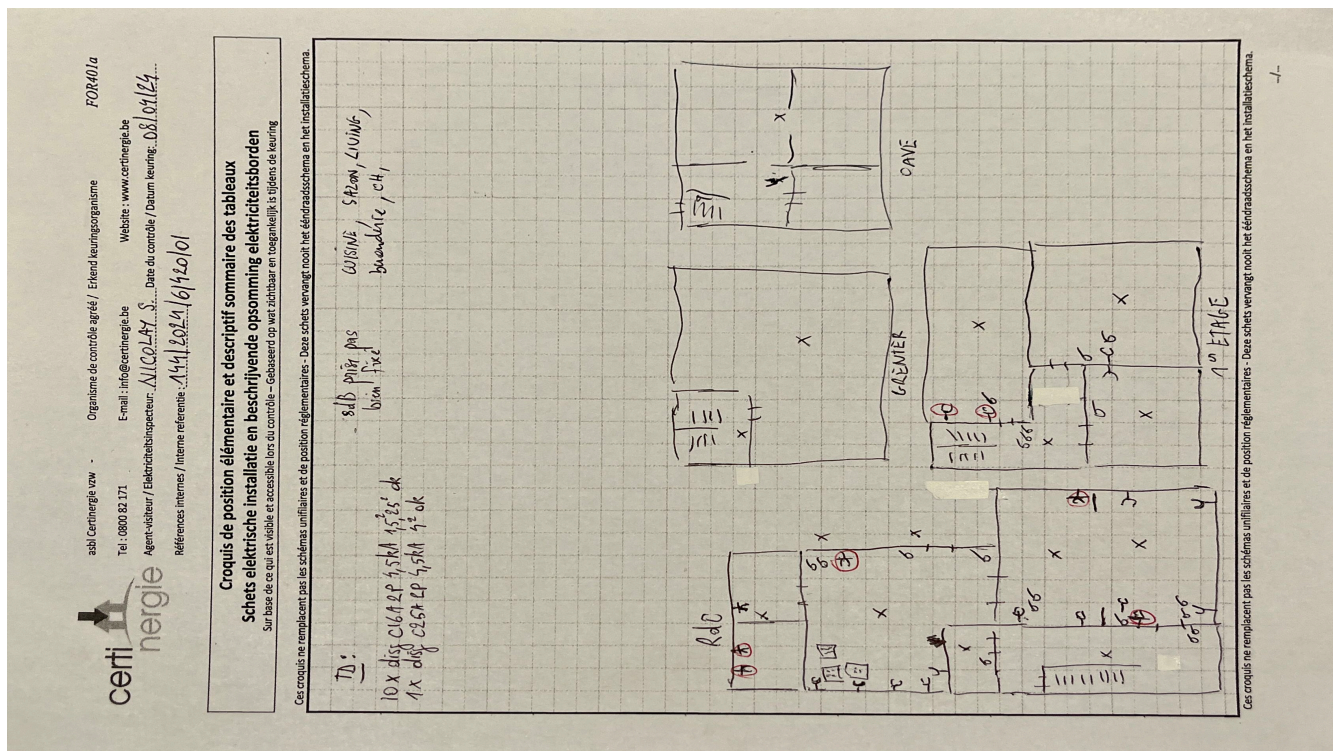 certinergie
asbl Certinergie vzw - Organisme de contrôle agréé / Erkend keuringsorganisme FOR401a
Tel : 0800 82 171 E-mail : info@certinergie.be Website : www.certinergie.be
Agent-visiteur / Elektriciteitsinspecteur: NICOLAY S. Date du contrôle / Datum keuring: 08/04/24
Références internes / Interne referentie : 144/2024/6/420/01
Croquis de position élémentaire et descriptif sommaire des tableaux
Schets elektrische installatie en beschrijvende opsomming elektriciteitsborden
Sur base de ce qui est visible et accessible lors du contrôle – Gebaseerd op wat zichtbaar en toegankelijk is tijdens de keuring
Ces croquis ne remplacent pas les schémas unifilaires et de position réglementaires - Deze schets vervangt nooit het ééndraadsschema en het installatieschema.
TD:
10 x disj C16A 2P 4,5kA 1,5² 2,5² ok
1 x disj C25A 2P 4,5kA 4² ok
- SdB prise pas
bien fixé
CUISINE, SALON, LIVING,
buanderie, CH,
RdC
GRENIER
CAVE
1er ETAGE
Ces croquis ne remplacent pas les schémas unifiliaires et de position réglementaires - Deze schets vervangt nooit het ééndraadsschema en het installatieschema.
-/-